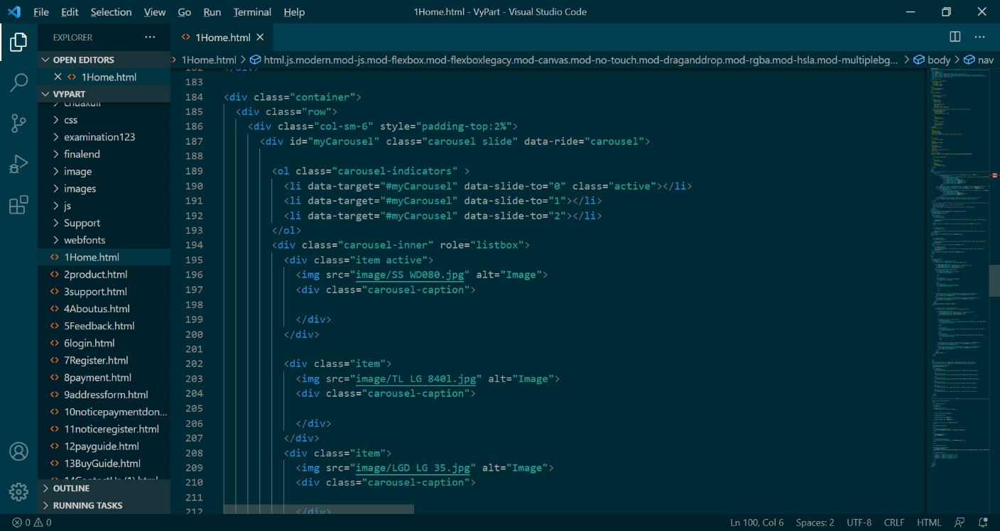 File Edit Selection View Go Run Terminal Help 1Home.html - VyPart - Visual Studio Code
EXPLORER
OPEN EDITORS
1Home.html
VYPART
css
examination123
finalend
image
images
js
Support
webfonts
1Home.html
2product.html
3support.html
4Aboutus.html
5Feedback.html
6login.html
7Register.html
8payment.html
9addressform.html
10noticepaymentdon...
11noticeregister.html
12payguide.html
13BuyGuide.html
OUTLINE
RUNNING TASKS
1Home.html
1Home.html > html.js.modern.mod-js.mod-flexbox.mod-flexboxlegacy.mod-canvas.mod-no-touch.mod-draganddrop.mod-rgba.mod-hsla.mod-multiplebg... > body > nav
182 </div>
183
184 <div class="container">
185 <div class="row">
186 <div class="col-sm-6" style="padding-top:2%">
187 <div id="myCarousel" class="carousel slide" data-ride="carousel">
188
189 <ol class="carousel-indicators" >
190 <li data-target="#myCarousel" data-slide-to="0" class="active"></li>
191 <li data-target="#myCarousel" data-slide-to="1"></li>
192 <li data-target="#myCarousel" data-slide-to="2"></li>
193 </ol>
194 <div class="carousel-inner" role="listbox">
195 <div class="item active">
196 <img src="image/SS WD080.jpg" alt="Image">
197 <div class="carousel-caption">
198
199 </div>
200 </div>
201
202 <div class="item">
203 <img src="image/TL LG 840l.jpg" alt="Image">
204 <div class="carousel-caption">
205
206 </div>
207 </div>
208 <div class="item">
209 <img src="image/LGD LG 35.jpg" alt="Image">
210 <div class="carousel-caption">
211
212 </div>
0 0 Ln 100, Col 6 Spaces: 2 UTF-8 CRLF HTML